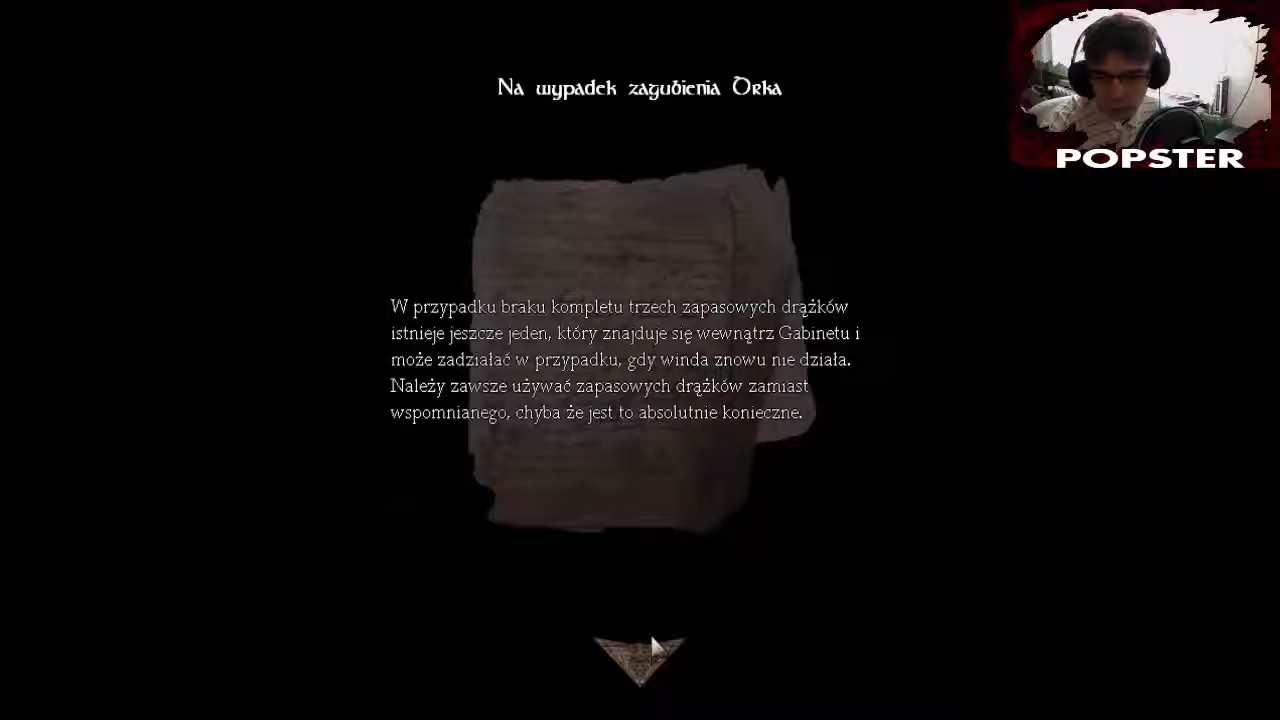 Na wypadek zagubienia Orka
POPSTER
W przypadku braku kompletu trzech zapasowych drążków
istnieje jeszcze jeden, który znajduje się wewnątrz Gabinetu i
może zadziałać w przypadku, gdy winda znowu nie działa.
Należy zawsze używać zapasowych drążków zamiast
wspomnianego, chyba że jest to absolutnie konieczne.